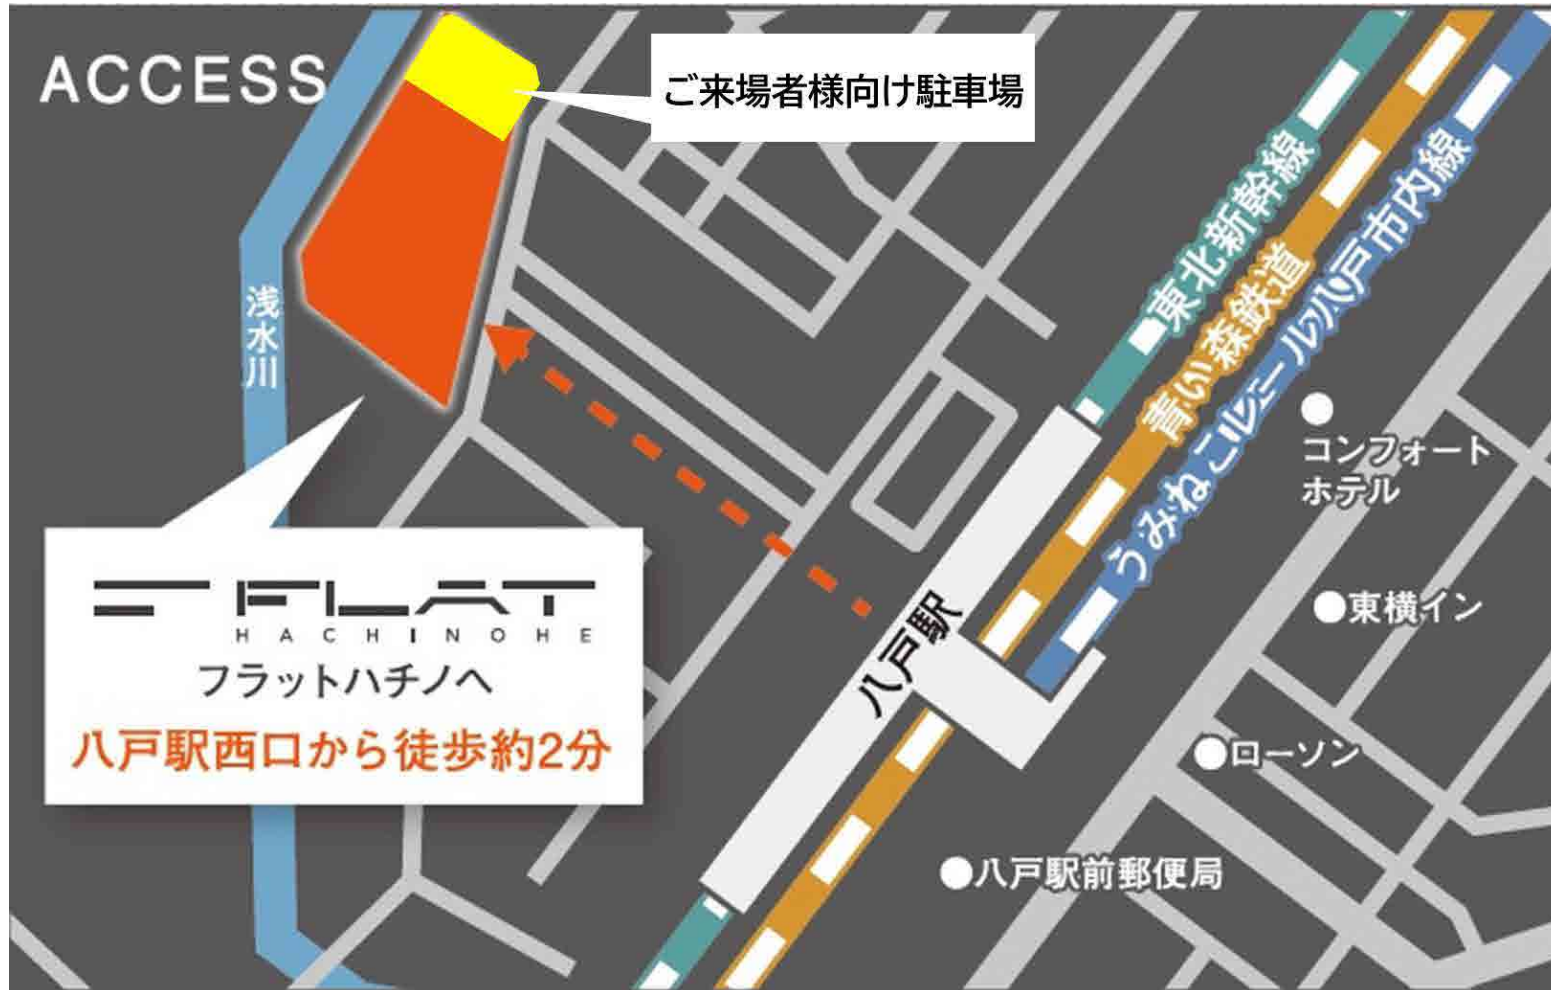 ACCESS
ご来場者様向け駐車場
東北新幹線
青い森鉄道
うみねこレール八戸市内線
浅水川
コンフォート
ホテル
FLAT
HACHINOHE
フラットハチノヘ
八戸駅西口から徒歩約2分
八戸駅
東横イン
ローソン
八戸駅前郵便局